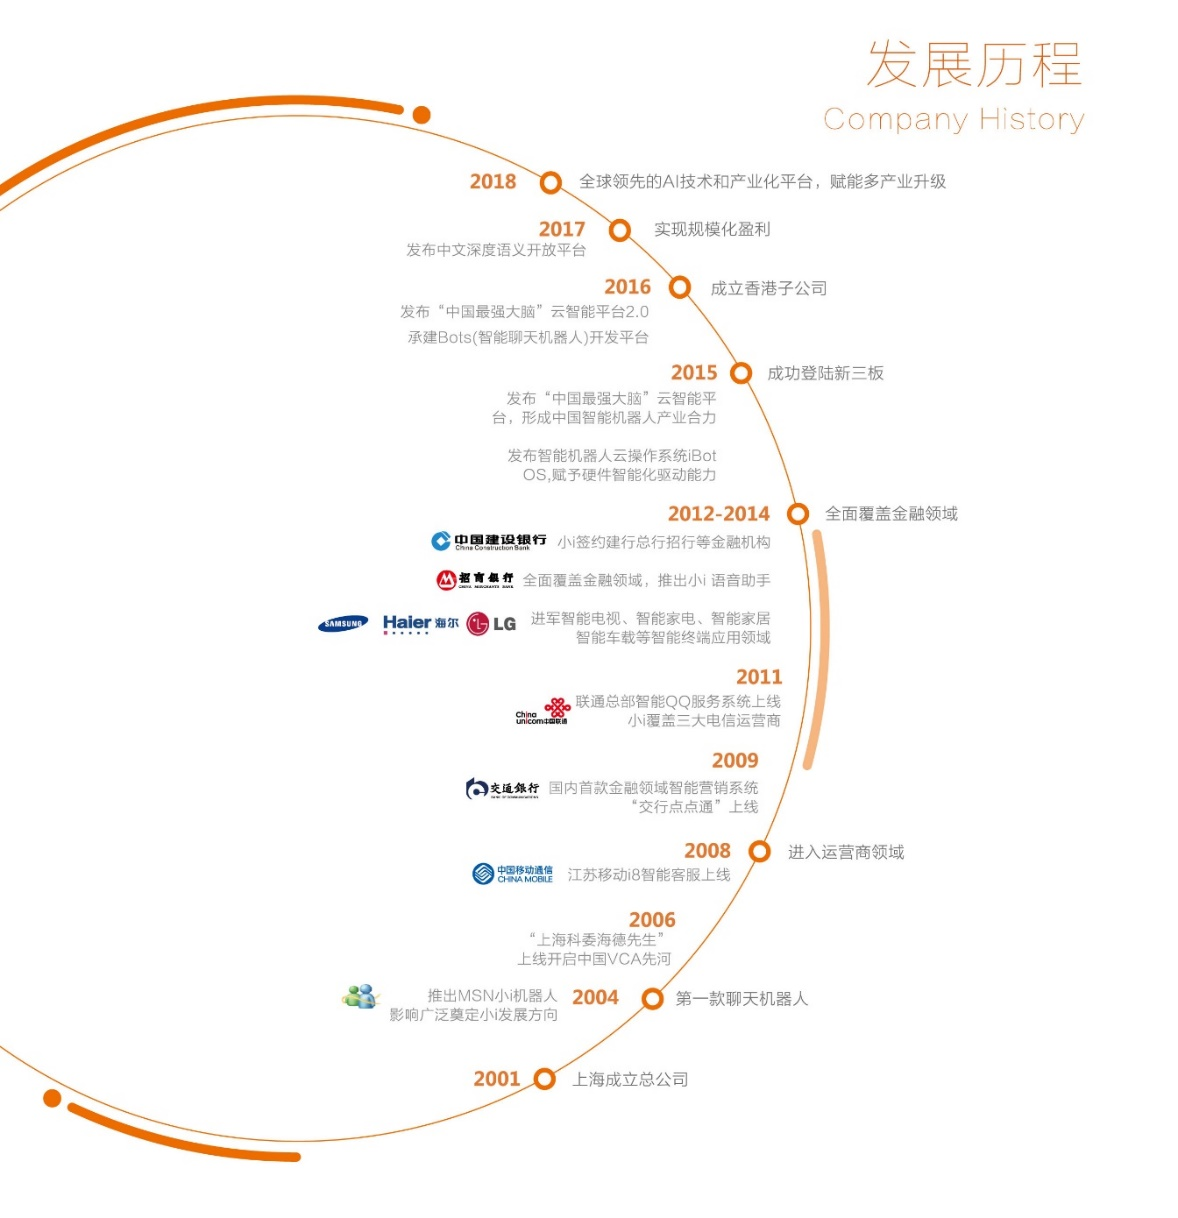 发展历程
Company History
2018
全球领先的AI技术和产业化平台，赋能多产业升级
2017
实现规模化盈利
发布中文深度语义开放平台
2016
成立香港子公司
发布“中国最强大脑”云智能平台2.0
承建Bots(智能聊天机器人)开发平台
2015
成功登陆新三板
发布“中国最强大脑”云智能平
台，形成中国智能机器人产业合力
发布智能机器人云操作系统iBot
OS,赋予硬件智能化驱动能力
2012-2014
全面覆盖金融领域
中国建设银行
China Construction Bank
小i签约建行总行招行等金融机构
招商银行
CHINA MERCHANTS BANK
全面覆盖金融领域，推出小i 语音助手
SAMSUNG
Haier 海尔
LG
进军智能电视、智能家电、智能家居
智能车载等智能终端应用领域
2011
China
unicom中国联通
联通总部智能QQ服务系统上线
小i覆盖三大电信运营商
2009
交通银行
BANK OF COMMUNICATIONS
国内首款金融领域智能营销系统
“交行点点通”上线
2008
进入运营商领域
中国移动通信
CHINA MOBILE
江苏移动i8智能客服上线
2006
“上海科委海德先生”
上线开启中国VCA先河
推出MSN小i机器人
影响广泛奠定小i发展方向
2004
第一款聊天机器人
2001
上海成立总公司